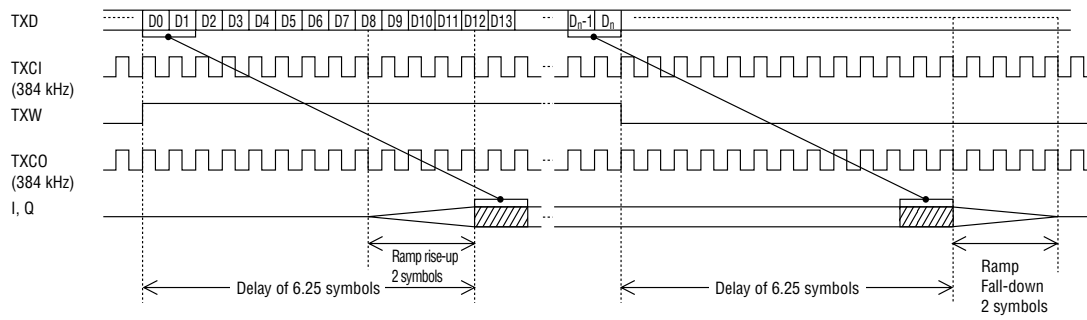 TXD D0 D1 D2 D3 D4 D5 D6 D7 D8 D9 D10 D11 D12 D13 Dn-1 Dn
TXCI
(384 kHz)
TXW
TXCO
(384 kHz)
I, Q
Ramp rise-up
2 symbols
Delay of 6.25 symbols
Delay of 6.25 symbols
Ramp
Fall-down
2 symbols